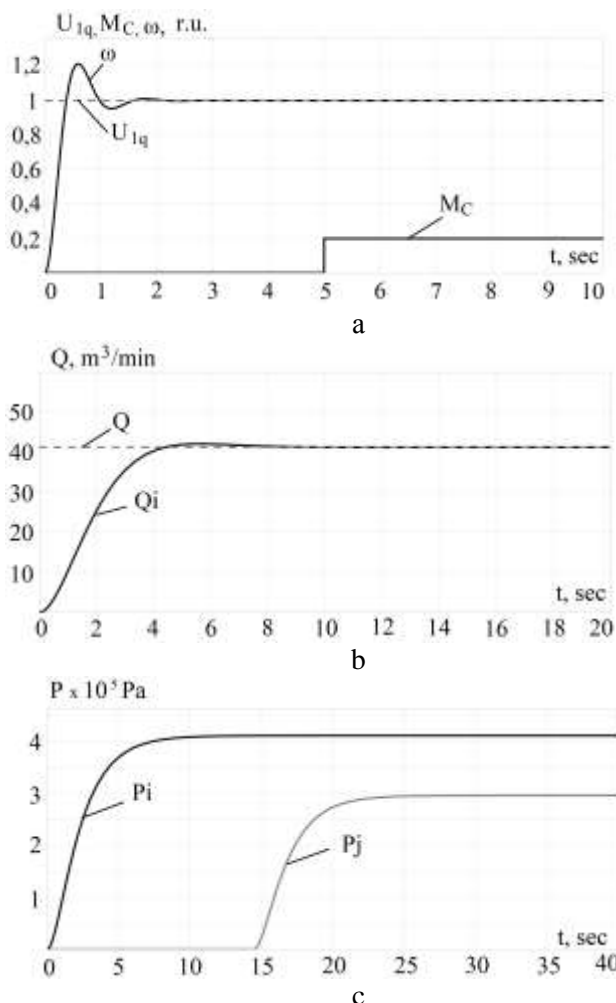 U₁q, M_C, ω, r.u.
1,2
ω
1
U₁q
0,8
0,6
0,4
M_C
0,2
t, sec
0 1 2 3 4 5 6 7 8 9 10
a
Q, m³/min
50
Q
40
30
Qi
20
10
t, sec
0 2 4 6 8 10 12 14 16 18 20
b
P x 10⁵ Pa
4
3
Pi
2
Pj
1
t, sec
0 5 10 15 20 25 30 35 40
c